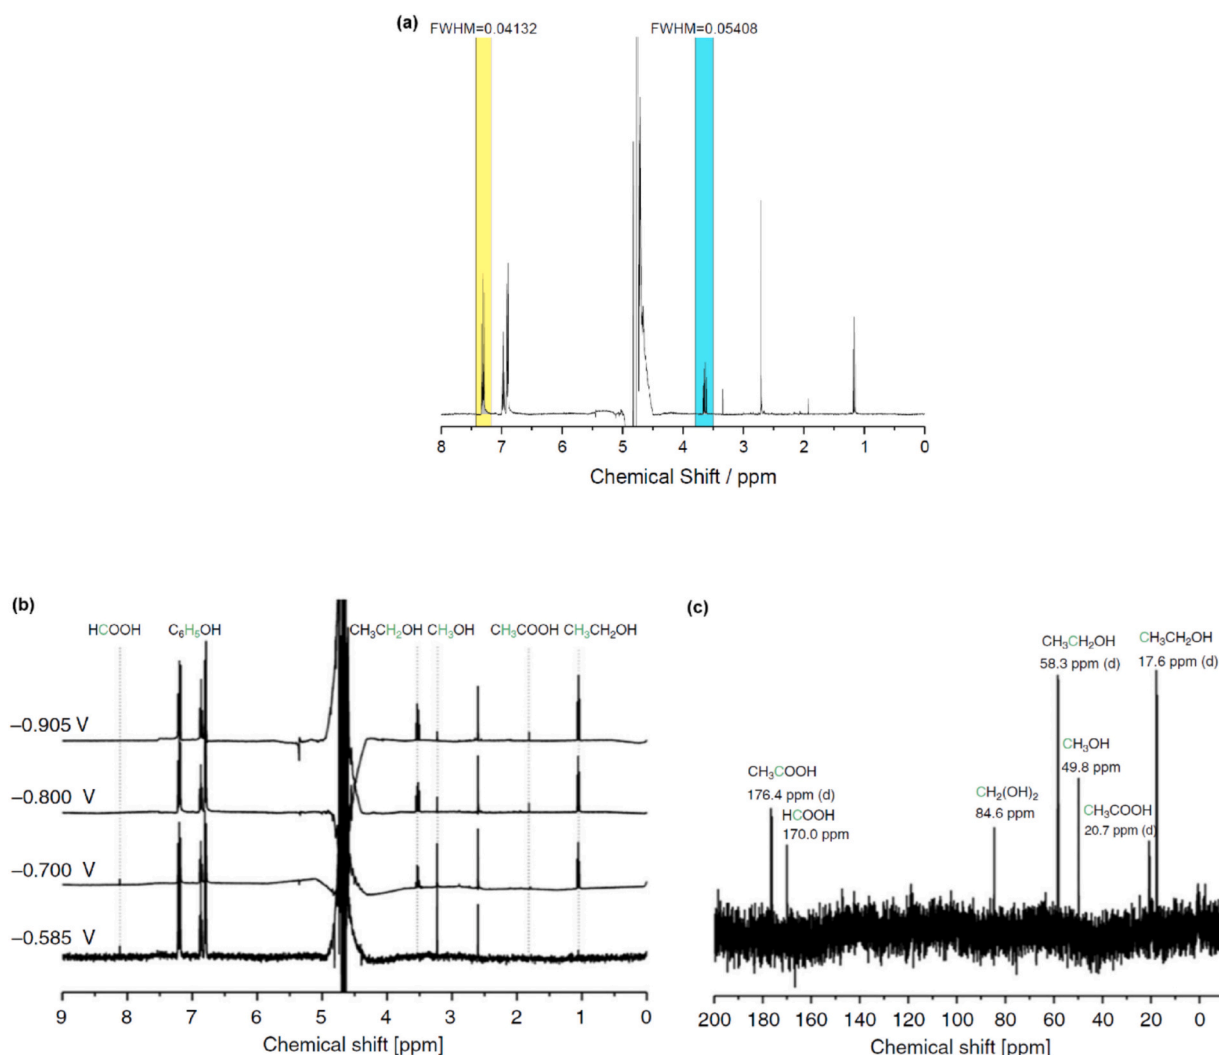 (a)
FWHM=0.04132 FWHM=0.05408
8 7 6 5 4 3 2 1 0
Chemical Shift / ppm
(b)
HCOOH C₆H₅OH CH₃CH₂OH CH₃OH CH₃COOH CH₃CH₂OH
−0.905 V
−0.800 V
−0.700 V
−0.585 V
9 8 7 6 5 4 3 2 1 0
Chemical shift [ppm]
(c)
CH₃CH₂OH
58.3 ppm (d)
CH₃CH₂OH
17.6 ppm (d)
CH₃OH
49.8 ppm
CH₃COOH
176.4 ppm (d)
HCOOH
170.0 ppm
CH₂(OH)₂
84.6 ppm
CH₃COOH
20.7 ppm (d)
200 180 160 140 120 100 80 60 40 20 0
Chemical shift [ppm]